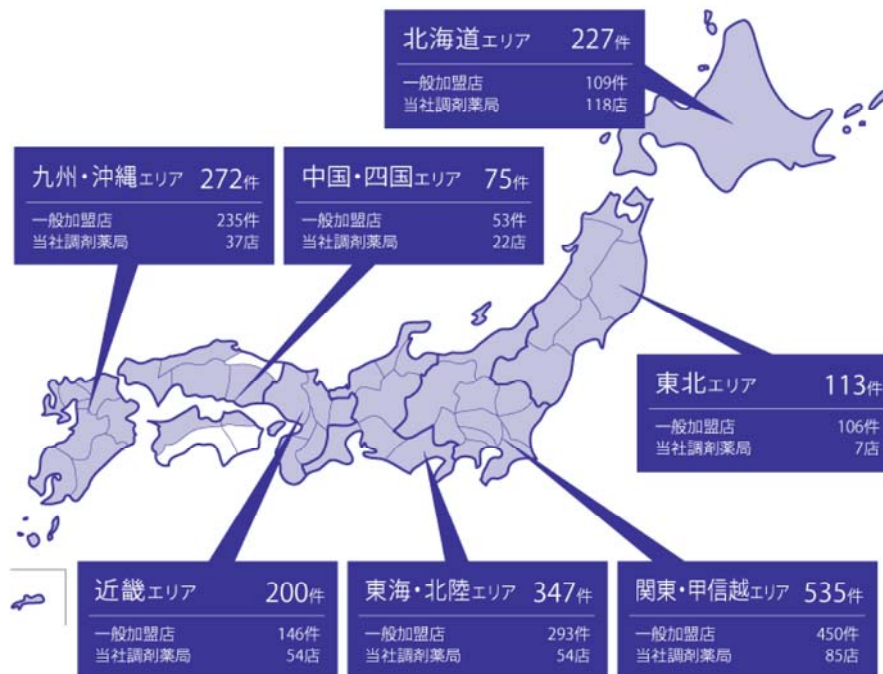 北海道エリア 227件
一般加盟店 109件
当社調剤薬局 118店
九州・沖縄エリア 272件
一般加盟店 235件
当社調剤薬局 37店
中国・四国エリア 75件
一般加盟店 53件
当社調剤薬局 22店
東北エリア 113件
一般加盟店 106件
当社調剤薬局 7店
近畿エリア 200件
一般加盟店 146件
当社調剤薬局 54店
東海・北陸エリア 347件
一般加盟店 293件
当社調剤薬局 54店
関東・甲信越エリア 535件
一般加盟店 450件
当社調剤薬局 85店